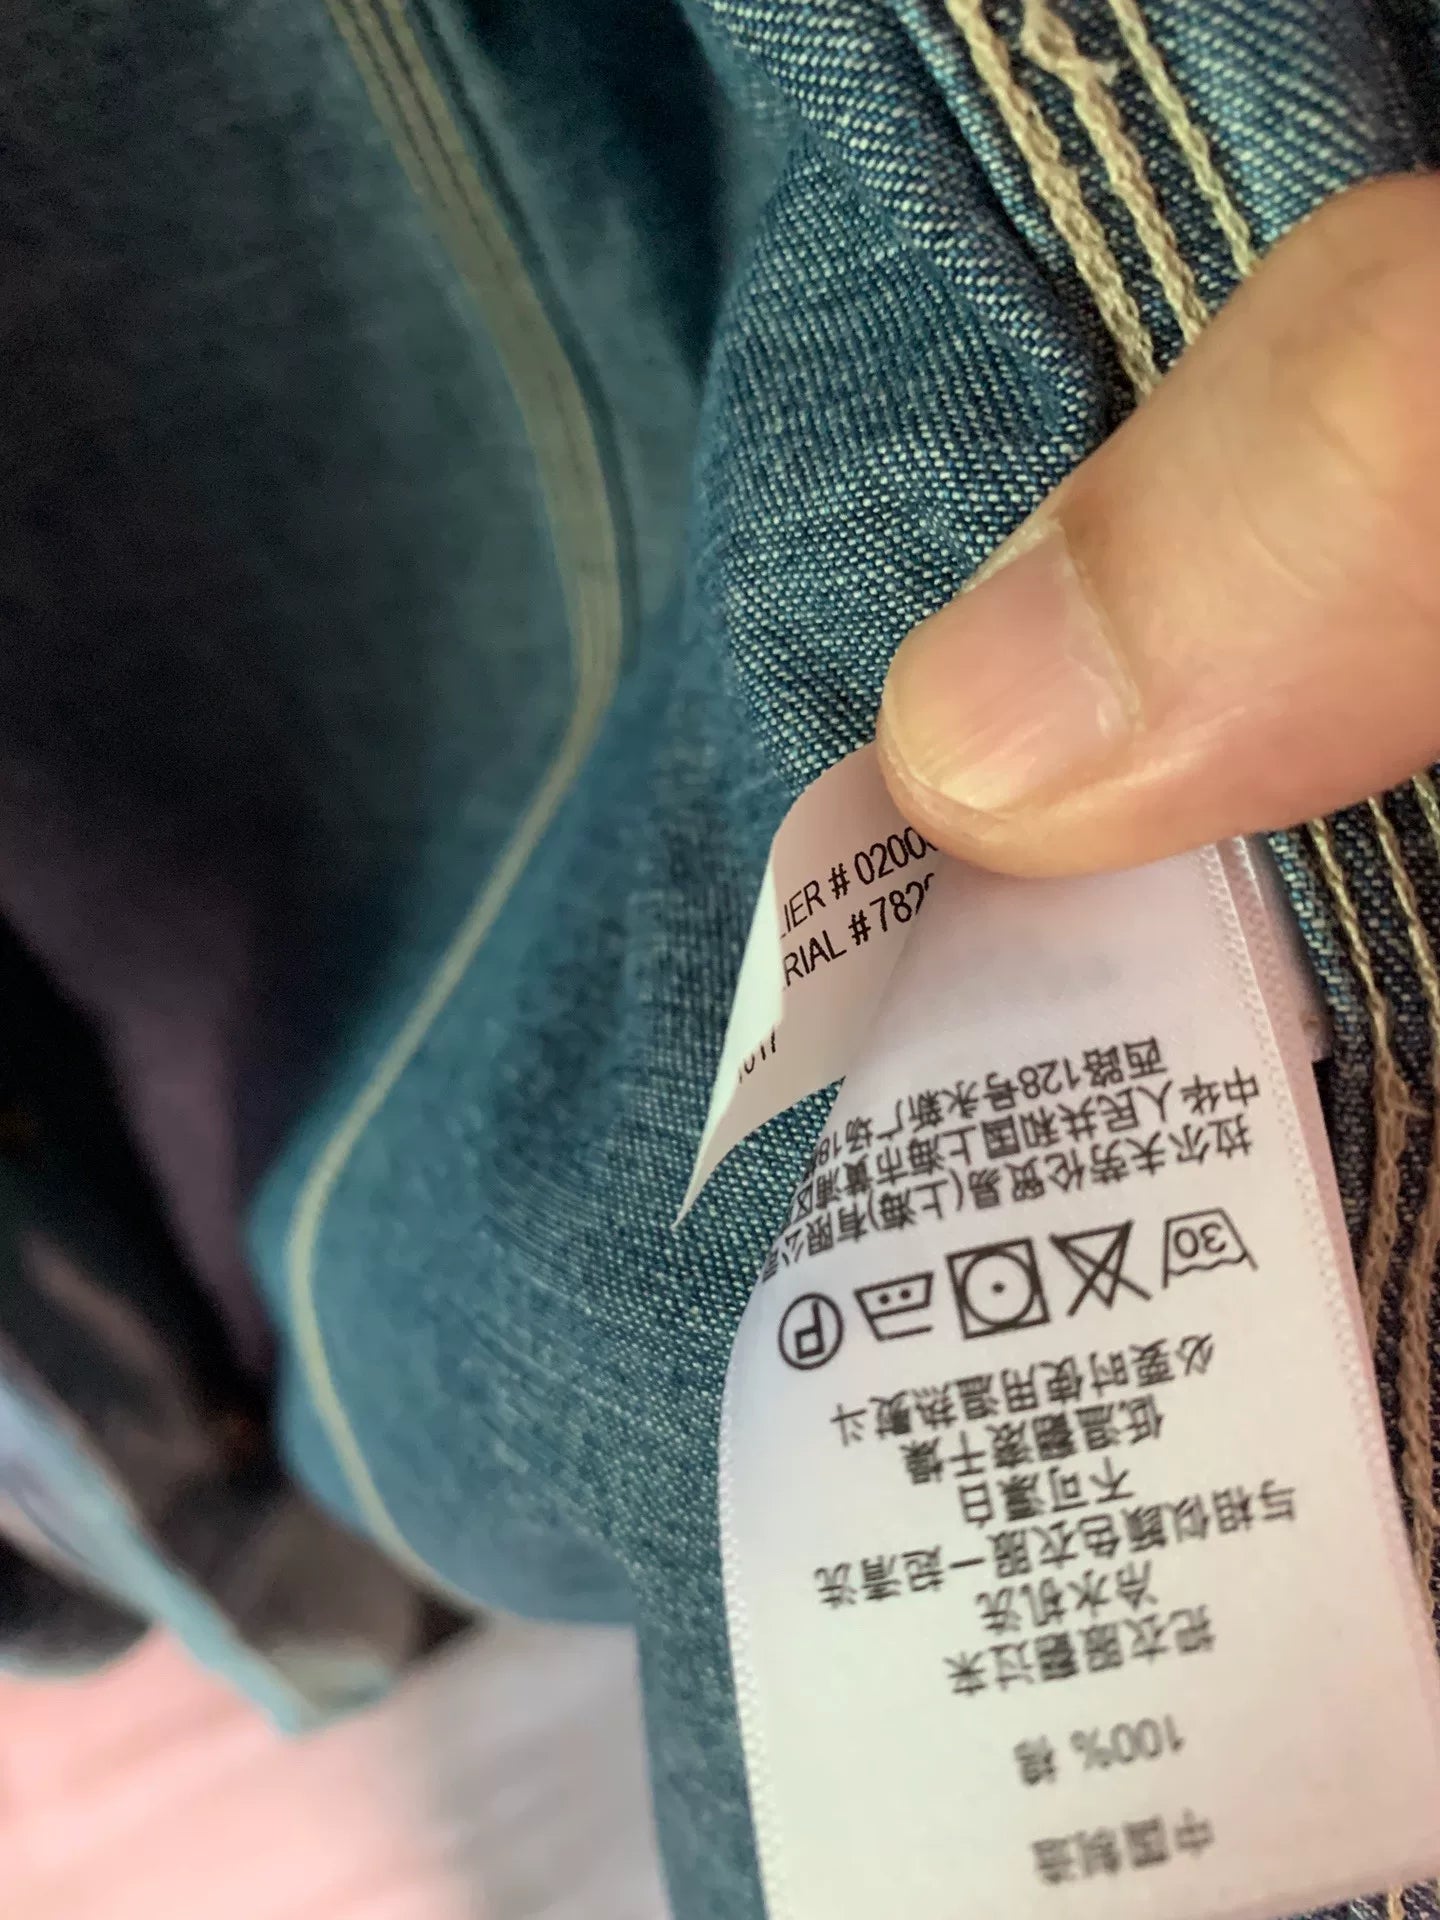 中国制造
100% 棉
把衣服翻过来
冷水机洗
与相似颜色衣服一起清洗
不可漂白
低温翻滚干燥
必要时使用温热熨斗
30 P
拉尔夫劳伦贸易(上海)有限公
中华人民共和国上海市黄浦区
西路128号永新广场18
LIER # 0200
RIAL # 782